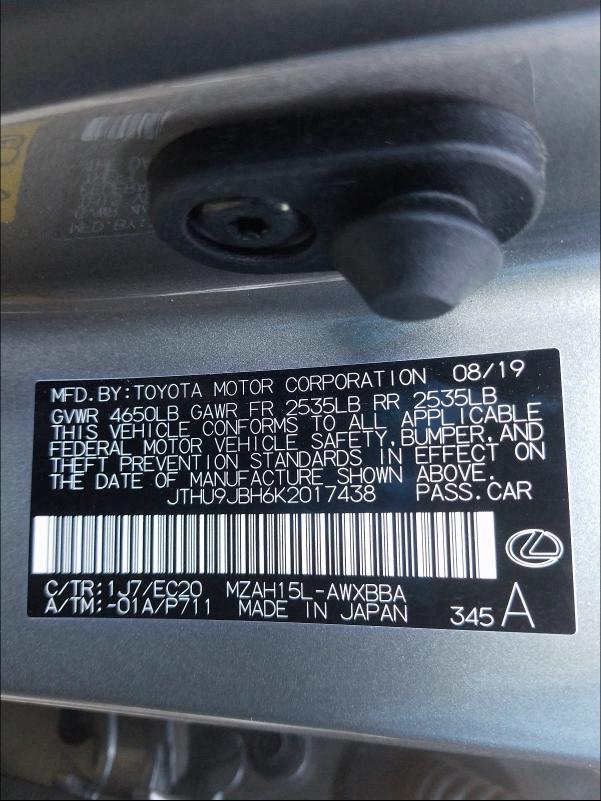 MFD.BY:TOYOTA MOTOR CORPORATION 08/19
GVWR 4650LB GAWR FR 2535LB RR 2535LB
THIS VEHICLE CONFORMS TO ALL APPLICABLE
FEDERAL MOTOR VEHICLE SAFETY,BUMPER,AND
THEFT PREVENTION STANDARDS IN EFFECT ON
THE DATE OF MANUFACTURE SHOWN ABOVE.
JTHU9JBH6K2017438 PASS.CAR
C/TR:1J7/EC20 MZAH15L-AWXBBA
A/TM:-01A/P711 MADE IN JAPAN 345 A